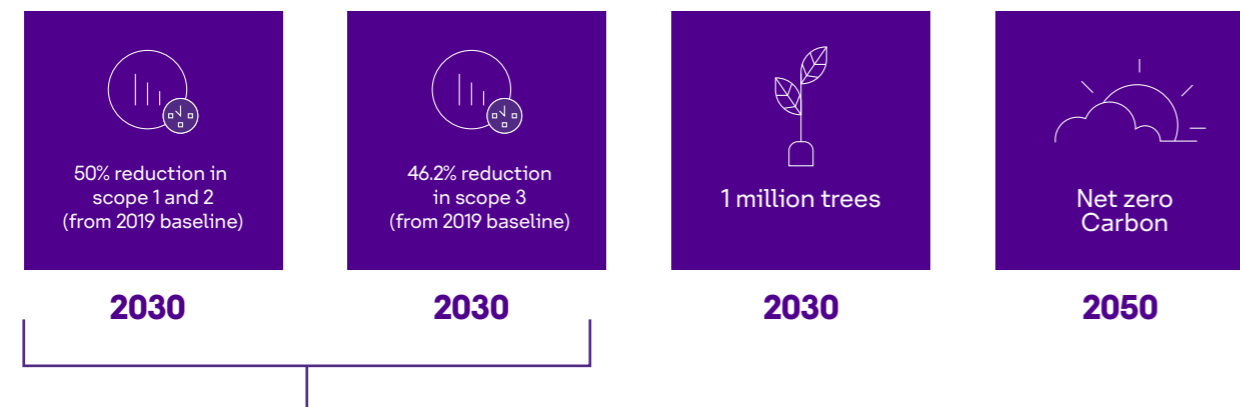 50% reduction in
scope 1 and 2
(from 2019 baseline)
2030
46.2% reduction
in scope 3
(from 2019 baseline)
2030
1 million trees
2030
Net zero
Carbon
2050